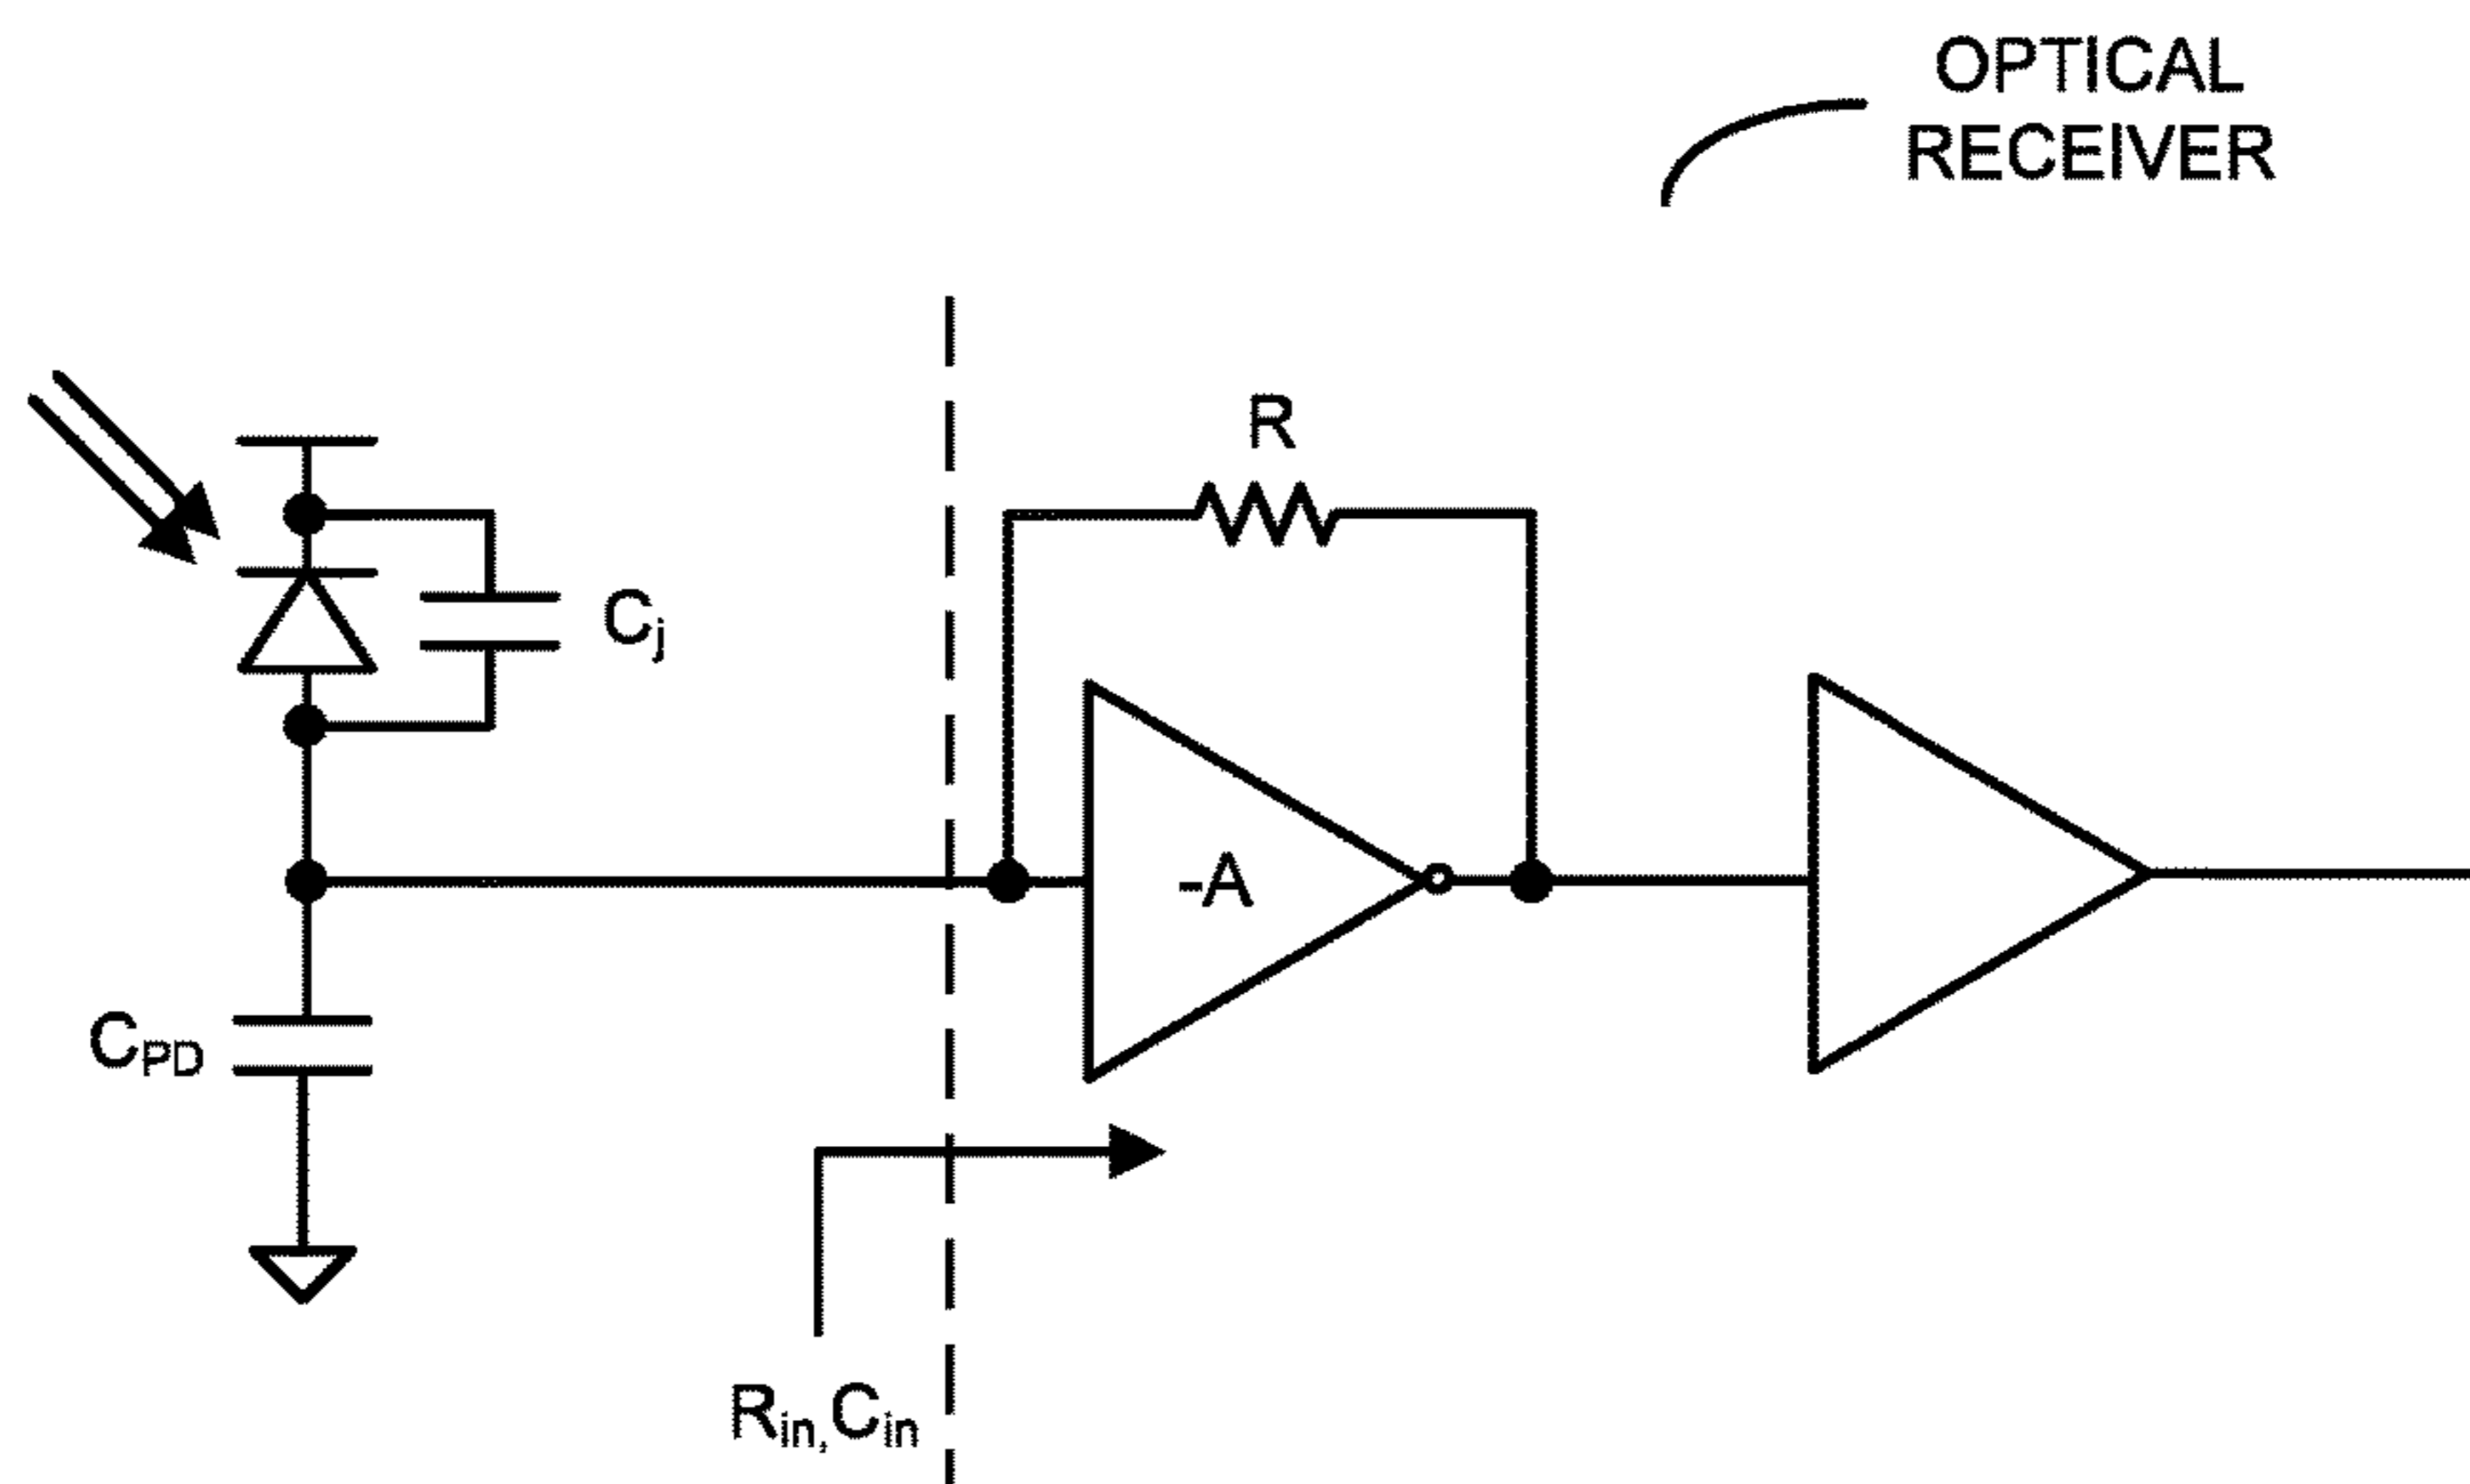 OPTICAL
RECEIVER
R
Cj
-A
CPD
Rin,Cin